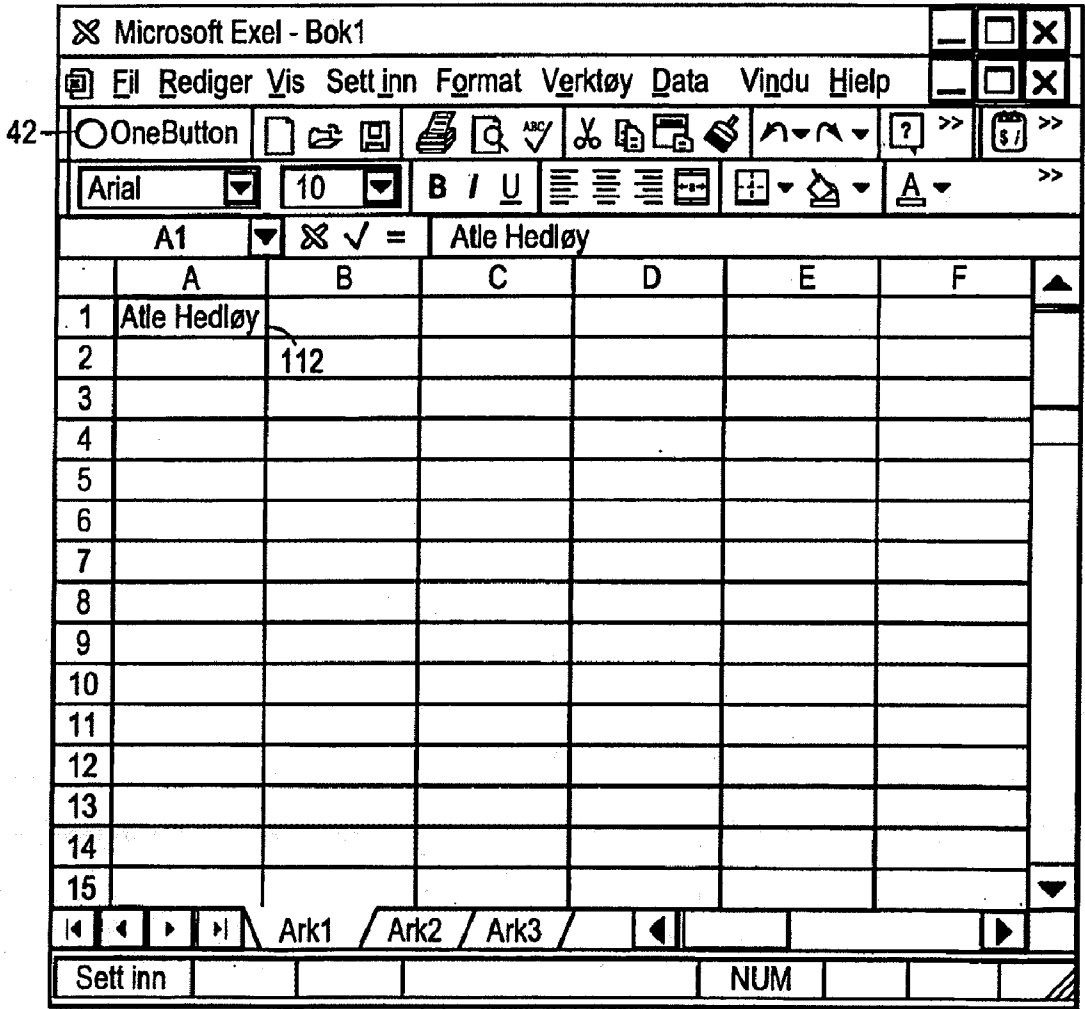 Microsoft Exel - Bok1
Fil Rediger Vis Sett inn Format Verktøy Data Vindu Hielp
42 OneButton ABC ? >> $ / >>
Arial 10 B I U A >>
A1 = Atle Hedløy
A B C D E F
1 Atle Hedløy
2 112
3
4
5
6
7
8
9
10
11
12
13
14
15
Ark1 Ark2 Ark3
Sett inn NUM